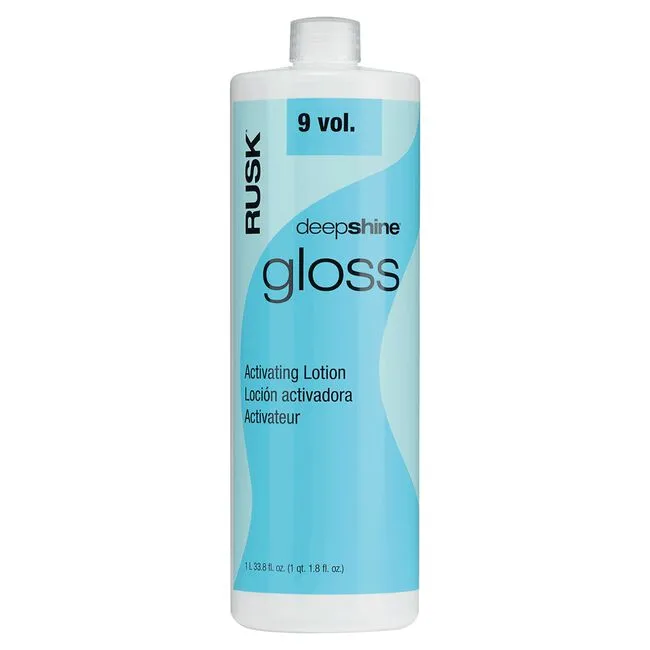 9 vol.
RUSK™
deepshine®
gloss
Activating Lotion
Loción activadora
Activateur
1 L 33.8 fl. oz. (1 qt. 1.8 fl. oz.)